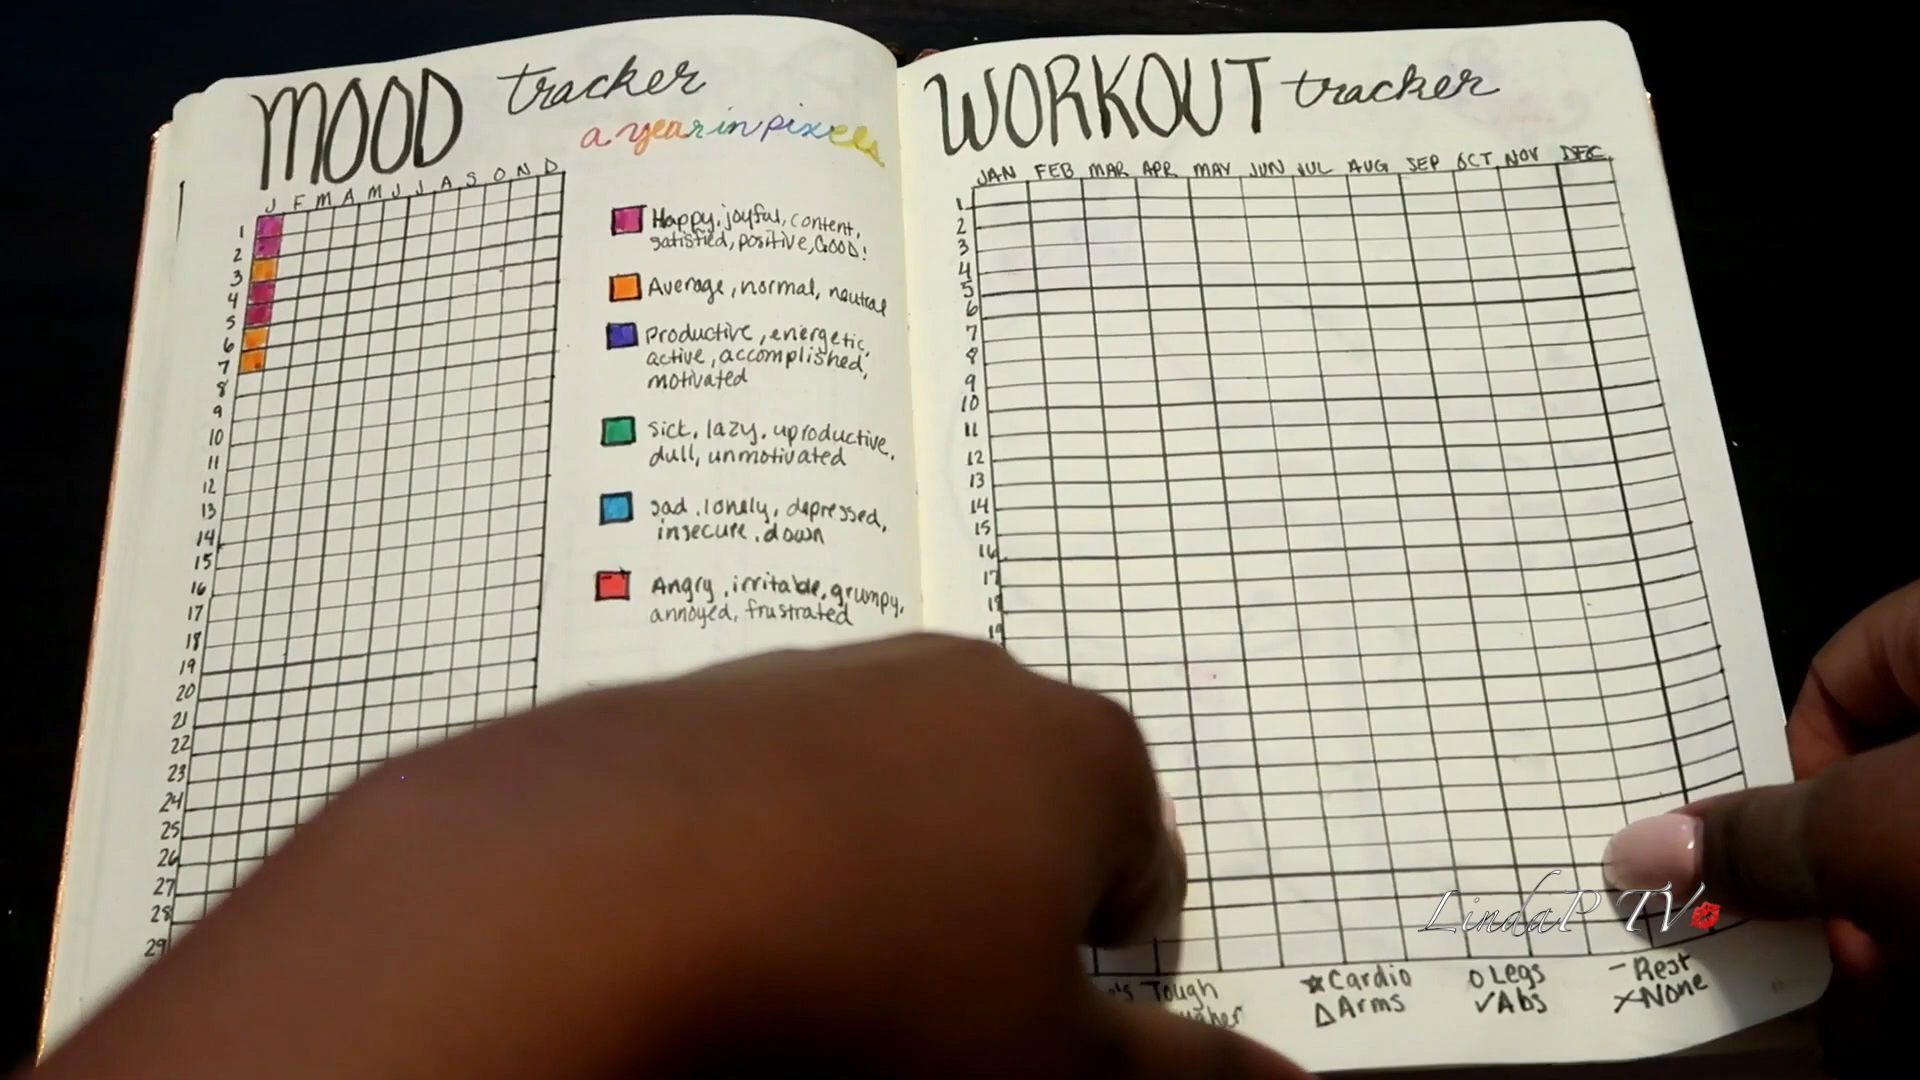 MOOD tracker
a year in pixels
J F M A M J J A S O N D
1
2
3
4
5
6
7
8
9
10
11
12
13
14
15
16
17
18
19
20
21
22
23
24
25
26
27
28
29
Happy, joyful, content,
satisfied, positive, GOOD!
Average, normal, neutral
Productive, energetic,
active, accomplished,
motivated
Sick, lazy, uproductive,
dull, unmotivated
Sad, lonely, depressed,
insecure, down
Angry, irritable, grumpy,
annoyed, frustrated
WORKOUT tracker
JAN FEB MAR APR MAY JUN JUL AUG SEP OCT NOV DEC
1
2
3
4
5
6
7
8
9
10
11
12
13
14
15
16
17
18
19
Tough
Cardio
Arms
Legs
Abs
Rest
None
LindaP TV